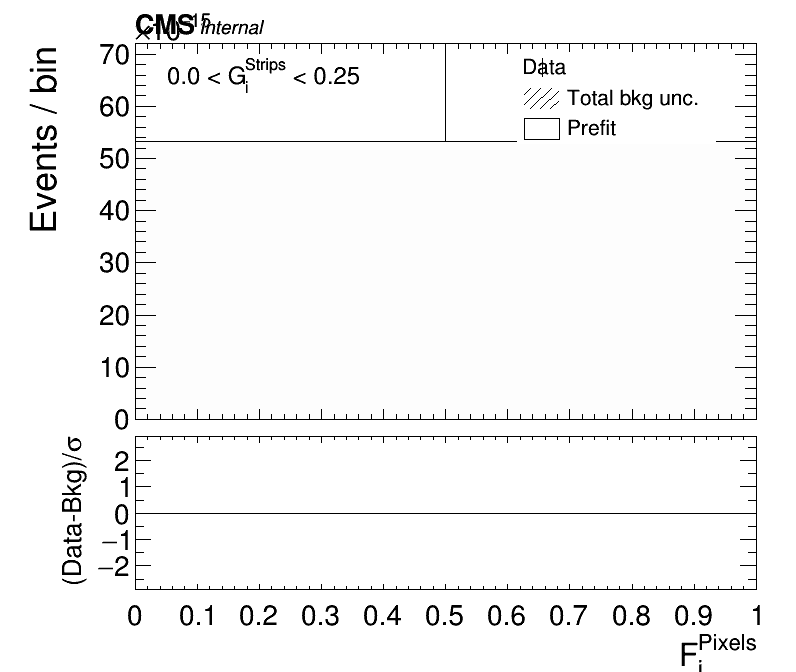 CMS Internal
×10^15
Events / bin
70
60
50
40
30
20
10
0
0.0 < G_i^Strips < 0.25
Data
Total bkg unc.
Prefit
(Data-Bkg)/σ
2
1
0
−1
−2
0 0.1 0.2 0.3 0.4 0.5 0.6 0.7 0.8 0.9 1
F_i^Pixels